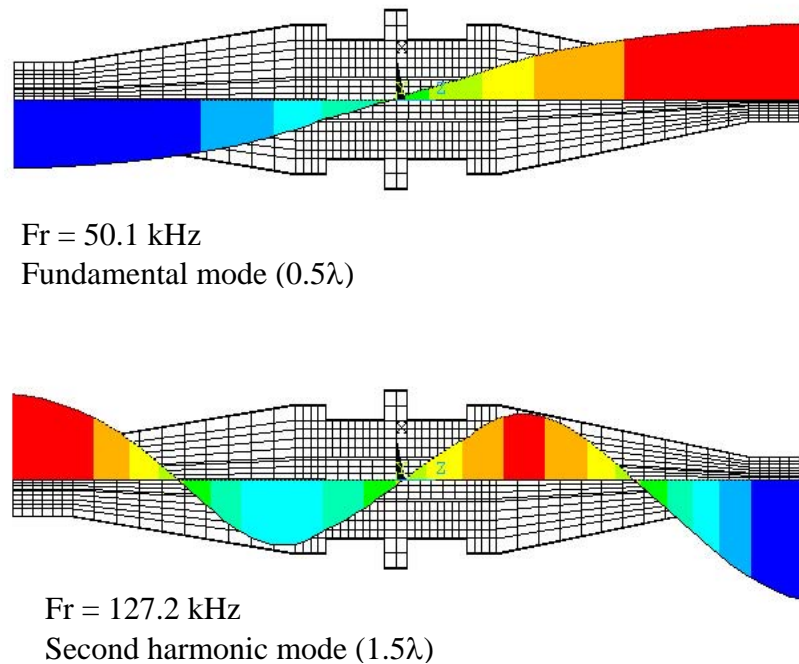 X
Z
Fr = 50.1 kHz
Fundamental mode (0.5λ)
X
Z
Fr = 127.2 kHz
Second harmonic mode (1.5λ)